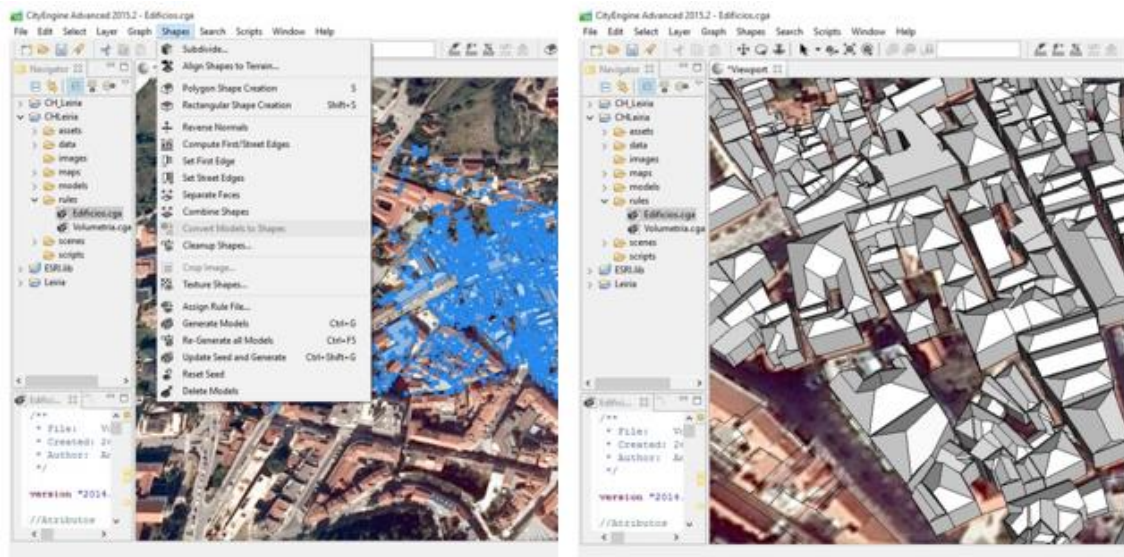 CityEngine Advanced 2015.2 - Edificios.cga
File Edit Select Layer Graph Shapes Search Scripts Window Help
Navigator
CH_Leiria
CHLeiria
assets
data
images
maps
models
rules
Edificios.cga
Volumetria.cga
scenes
scripts
ESRI.lib
Leiria
Subdivide...
Align Shapes to Terrain...
Polygon Shape Creation S
Rectangular Shape Creation Shift+S
Reverse Normals
Compute First/Street Edges
Set First Edge
Set Street Edges
Separate Faces
Combine Shapes
Convert Models to Shapes
Cleanup Shapes...
Crop Image...
Texture Shapes...
Assign Rule File...
Generate Models Ctrl+G
Re-Generate all Models Ctrl+F5
Update Seed and Generate Ctrl+Shift+G
Reset Seed
Delete Models
/**
* File:
* Created: 2
* Author:
*/
version "2014.
//Atributos
CityEngine Advanced 2015.2 - Edificios.cga
File Edit Select Layer Graph Shapes Search Scripts Window Help
Navigator
*Viewport
CH_Leiria
CHLeiria
assets
data
images
maps
models
rules
Edificios.cga
Volumetria.cga
scenes
scripts
ESRI.lib
Leiria
/**
* File:
* Created: 2
* Author:
*/
version "2014.
//Atributos